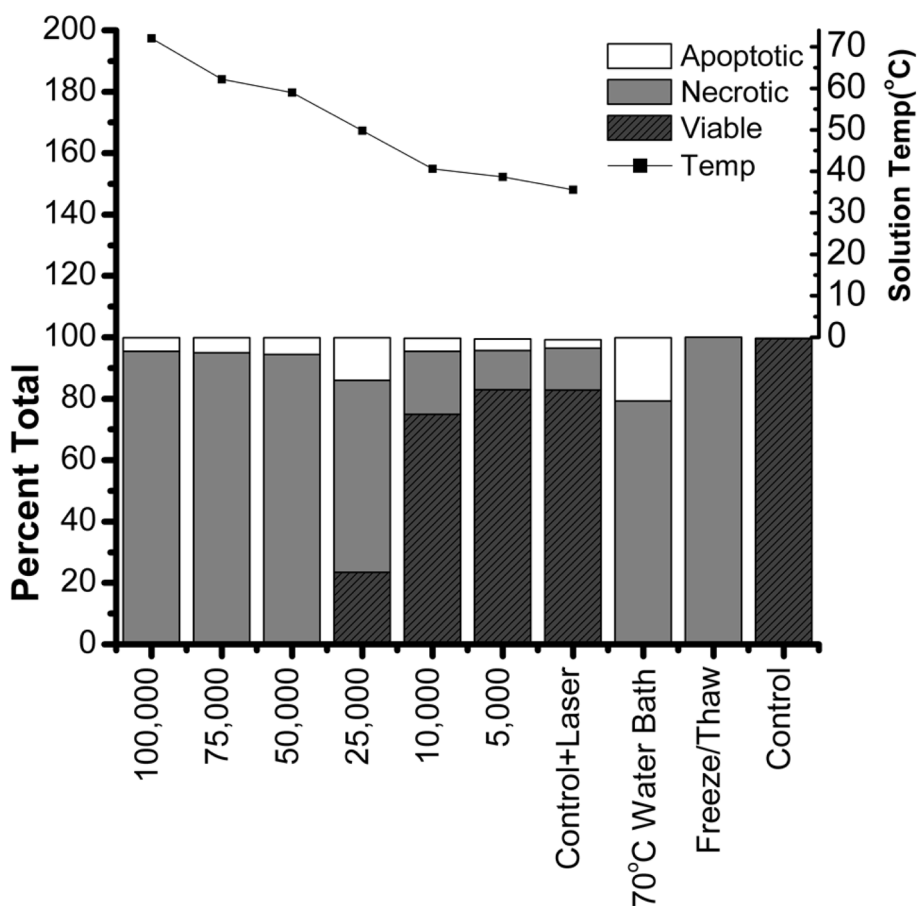 200
180
160
140
120
100
80
60
40
20
0
Percent Total
Apoptotic
Necrotic
Viable
Temp
70
60
50
40
30
20
10
0
Solution Temp(°C)
100,000
75,000
50,000
25,000
10,000
5,000
Control+Laser
70°C Water Bath
Freeze/Thaw
Control